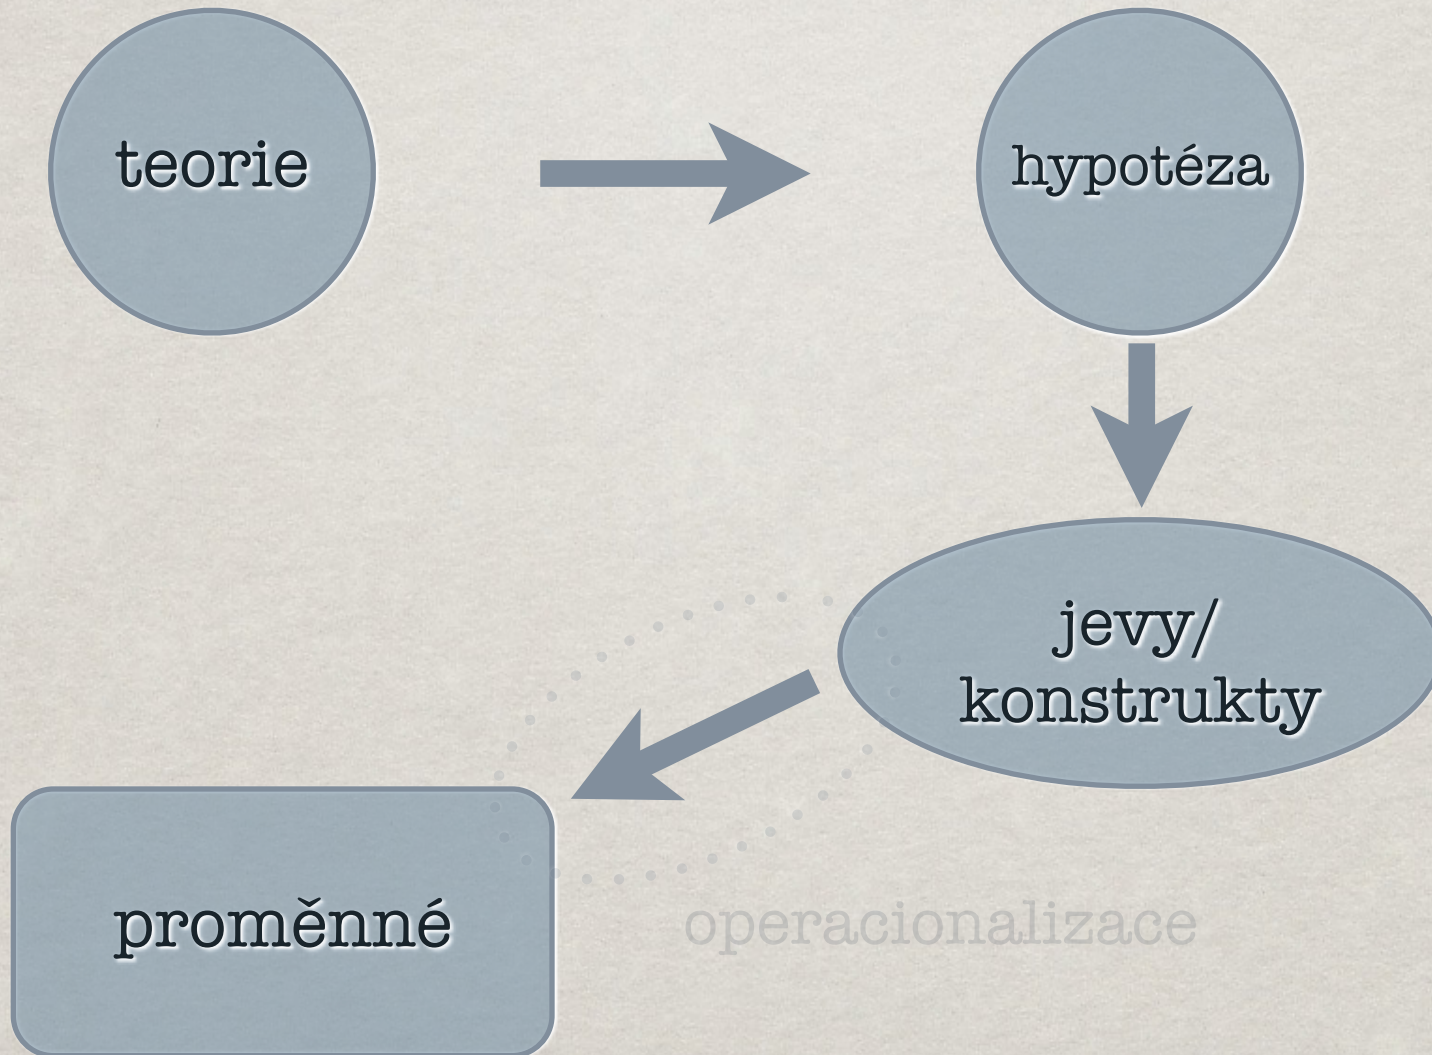 teorie
hypotéza
jevy/
konstrukty
proměnné
operacionalizace